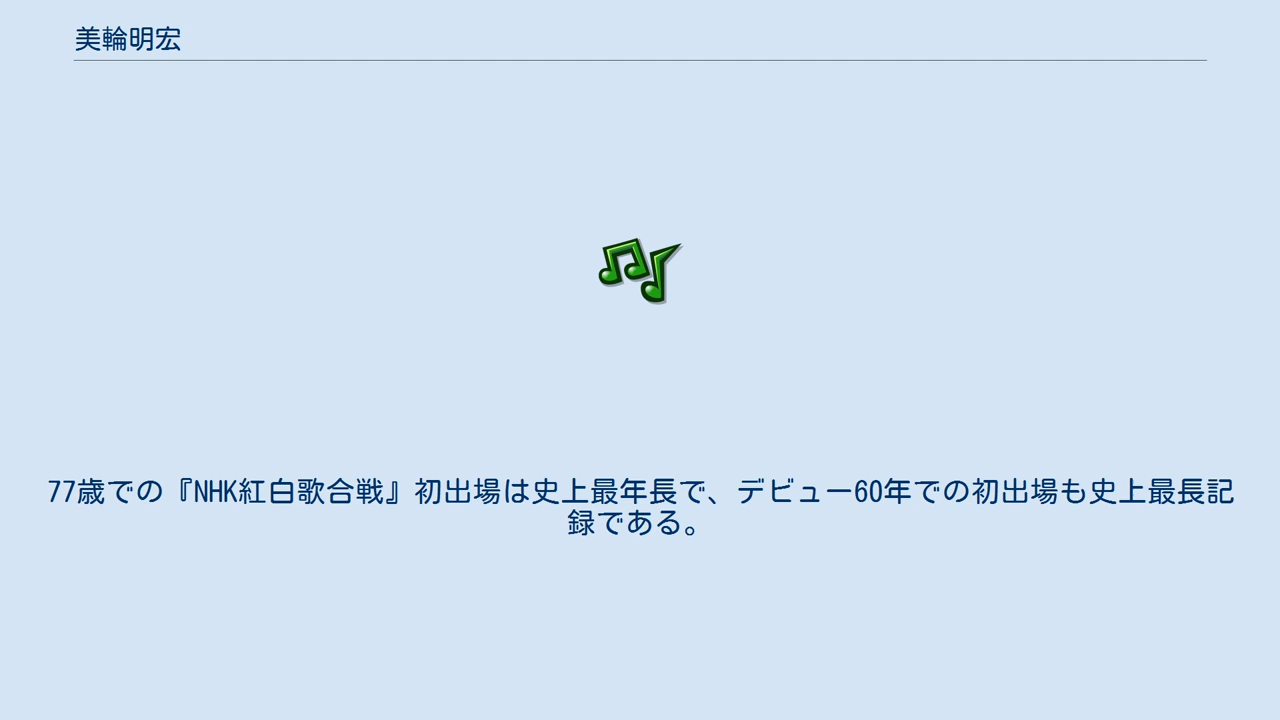 美輪明宏
77歳での『NHK紅白歌合戦』初出場は史上最年長で、デビュー60年での初出場も史上最長記
録である。